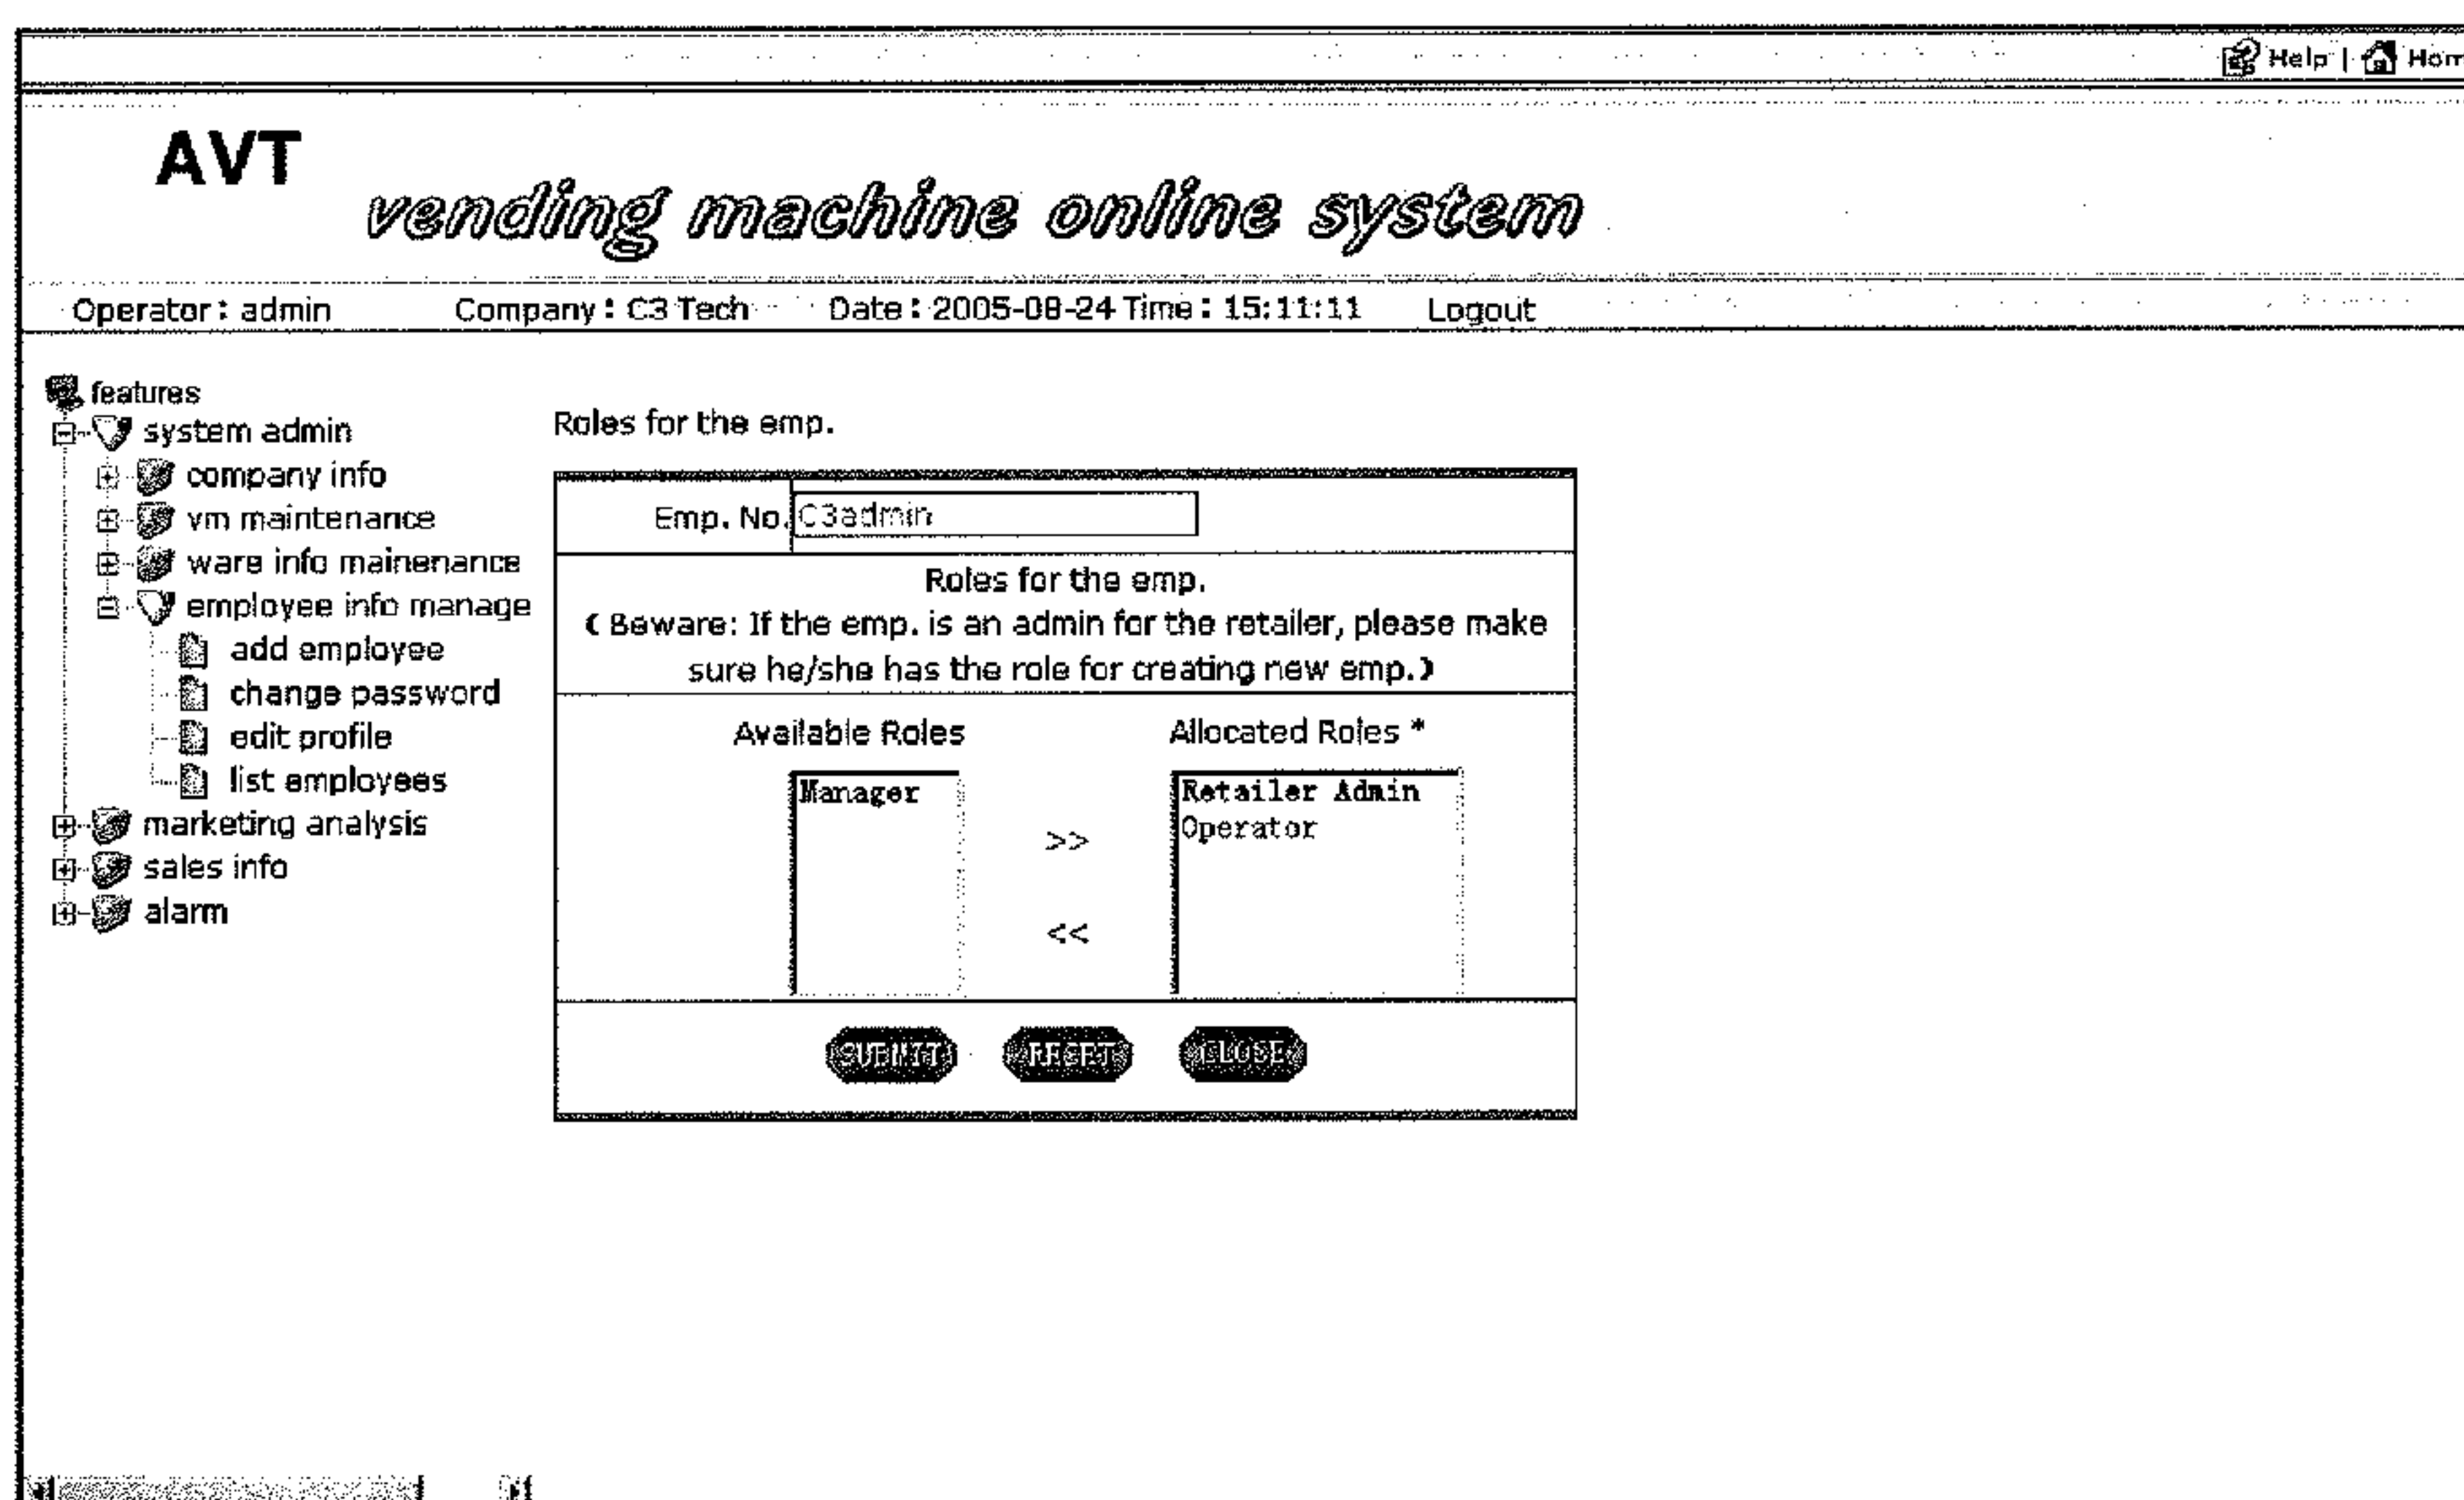 Help | Hom
AVT
vending machine online system
Operator: admin Company: C3 Tech Date: 2005-08-24 Time: 15:11:11 Logout
features
system admin
company info
vm maintenance
ware info mainenance
employee info manage
add employee
change password
edit profile
list employees
marketing analysis
sales info
alarm
Roles for the emp.
Emp. No. C3admin
Roles for the emp.
( Beware: If the emp. is an admin for the retailer, please make
sure he/she has the role for creating new emp.)
Available Roles Allocated Roles *
Manager
>>
<<
Retailer Admin
Operator
SUBMIT RESET CLOSE